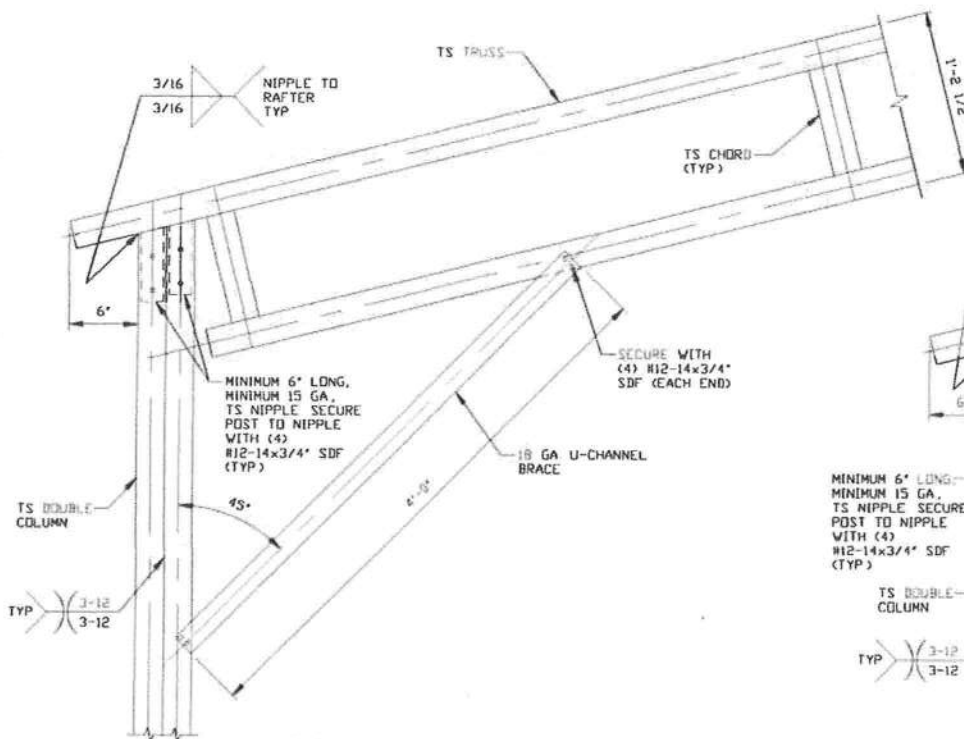 TS TRUSS
3/16
3/16
NIPPLE TO
RAFTER
TYP
1'-2 1/2
TS CHORD
(TYP)
6"
SECURE WITH
(4) #12-14x3/4"
SDF (EACH END)
MINIMUM 6" LONG,
MINIMUM 15 GA,
TS NIPPLE SECURE
POST TO NIPPLE
WITH (4)
#12-14x3/4" SDF
(TYP)
18 GA U-CHANNEL
BRACE
45°
TS DOUBLE
COLUMN
TYP
3-12
3-12
6
MINIMUM 6" LONG,
MINIMUM 15 GA,
TS NIPPLE SECURE
POST TO NIPPLE
WITH (4)
#12-14x3/4" SDF
(TYP)
TS DOUBLE
COLUMN
TYP
3-12
3-12